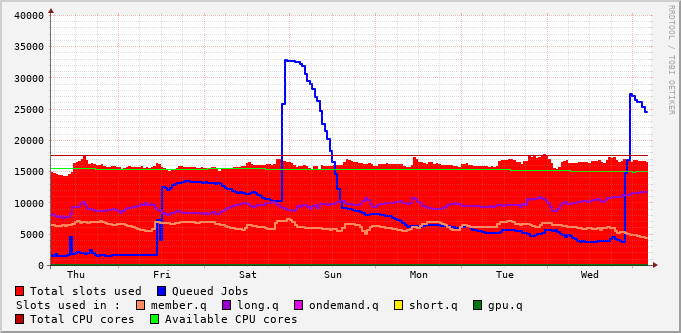 RRDTOOL / TOBI OETIKER
40000
35000
30000
25000
20000
15000
10000
5000
0
Thu Fri Sat Sun Mon Tue Wed
Total slots used Queued Jobs
Slots used in : member.q long.q ondemand.q short.q gpu.q
Total CPU cores Available CPU cores